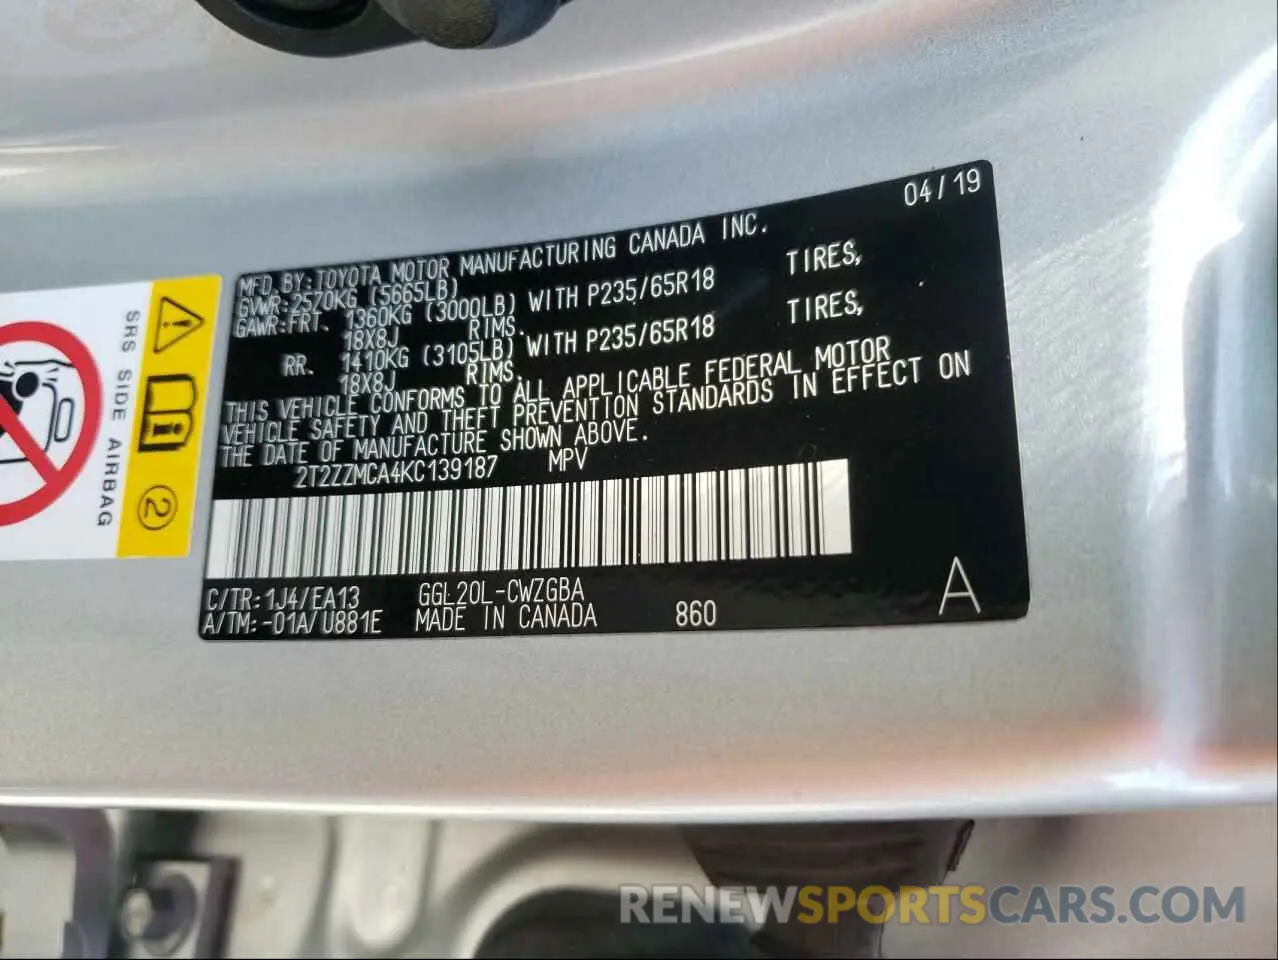 04/19
MFD. BY: TOYOTA MOTOR MANUFACTURING CANADA INC.
GVWR: 2570KG (5665LB)
GAWR: FRT. 1360KG (3000LB) WITH P235/65R18 TIRES,
18X8J RIMS.
RR. 1410KG (3105LB) WITH P235/65R18 TIRES,
18X8J RIMS.
THIS VEHICLE CONFORMS TO ALL APPLICABLE FEDERAL MOTOR
VEHICLE SAFETY AND THEFT PREVENTION STANDARDS IN EFFECT ON
THE DATE OF MANUFACTURE SHOWN ABOVE.
2T2ZZMCA4KC139187 MPV
C/TR: 1J4/EA13 GGL20L-CWZGBA
A/TM: -01A/U881E MADE IN CANADA 860
A
SRS SIDE AIRBAG
2
RENEWSPORTSCARS.COM